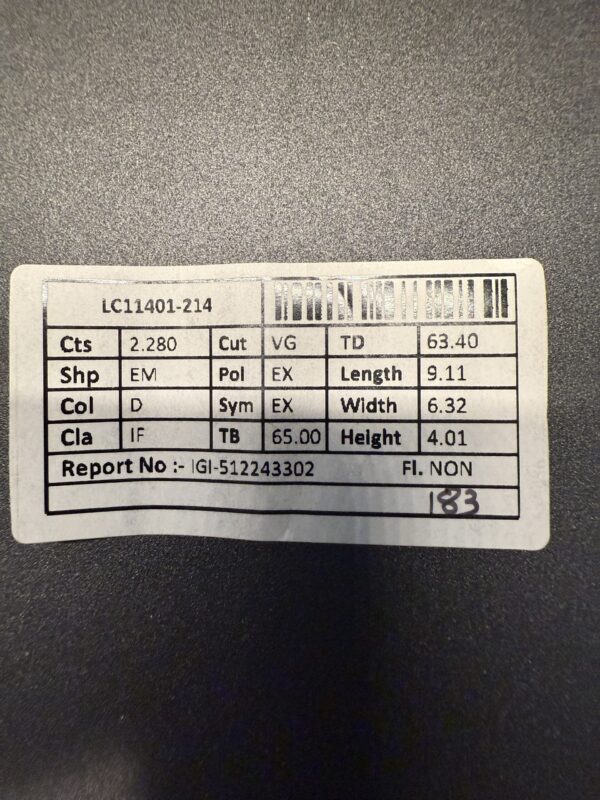 LC11401-214
Cts 2.280 Cut VG TD 63.40
Shp EM Pol EX Length 9.11
Col D Sym EX Width 6.32
Cla IF TB 65.00 Height 4.01
Report No :- IGI-512243302 Fl. NON
183